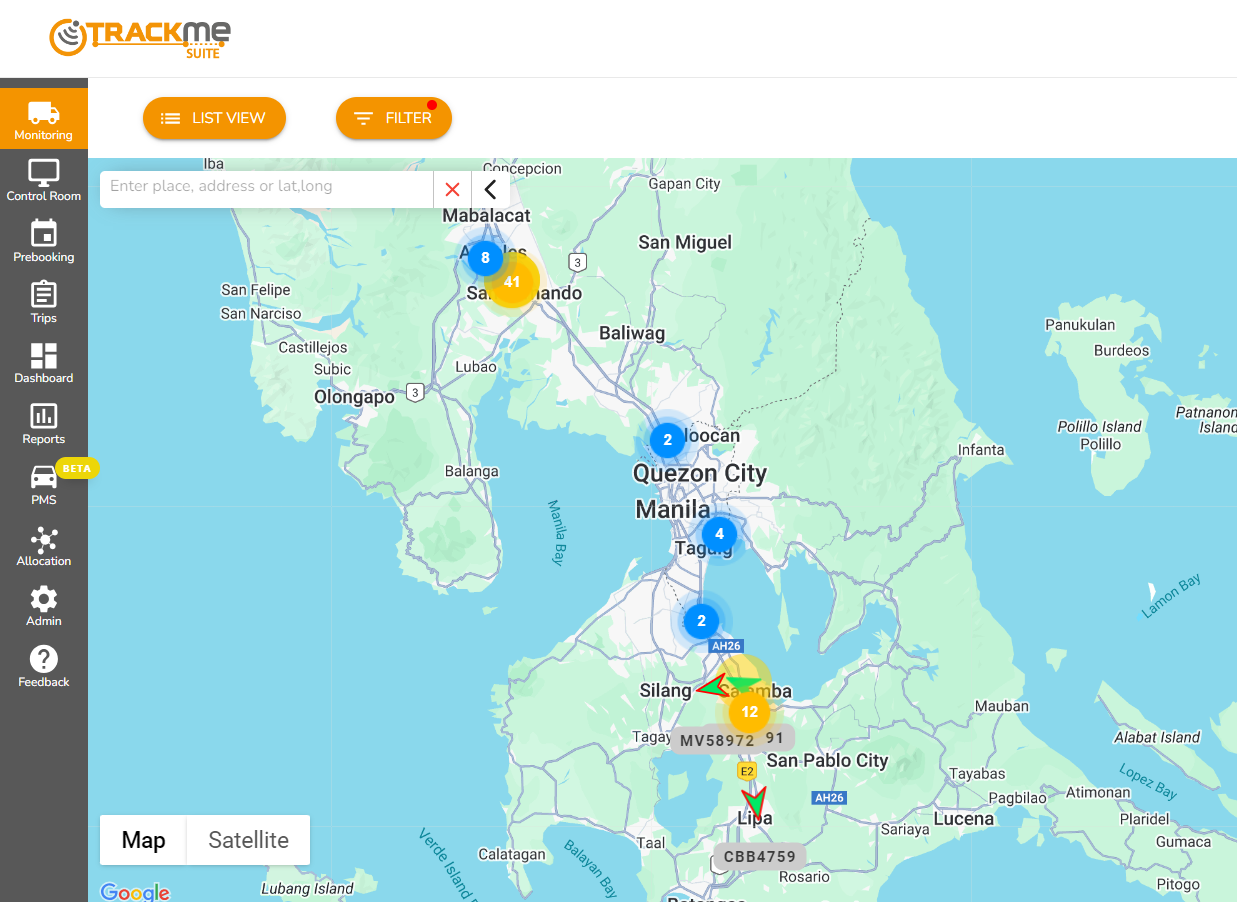 TRACKME
SUITE
LIST VIEW
FILTER
Monitoring
Control Room
Prebooking
Trips
Dashboard
Reports
BETA
PMS
Allocation
Admin
Feedback
Enter place, address or lat,long
Iba
Concepcion
Gapan City
Mabalacat
San Miguel
8
3
41
San Felipe
San Narciso
Panukulan
Baliwag
Castillejos
Burdeos
Subic
Lubao
Olongapo
3
Polillo Island
Polillo
2
Infanta
Balanga
Quezon City
Manila
Manila Bay
4
Taguig
Lamon Bay
2
AH26
Silang
Calamba
12
Mauban
MV58972
91
Alabat Island
San Pablo City
E2
Tayabas
Lopez Bay
AH26
Pagbilao
Atimonan
Lipa
Lucena
Plaridel
Sariaya
Gumaca
Map
Satellite
Taal
Calatagan
CBB4759
Balayan Bay
Verde Island
Rosario
Pitogo
Lubang Island
Google